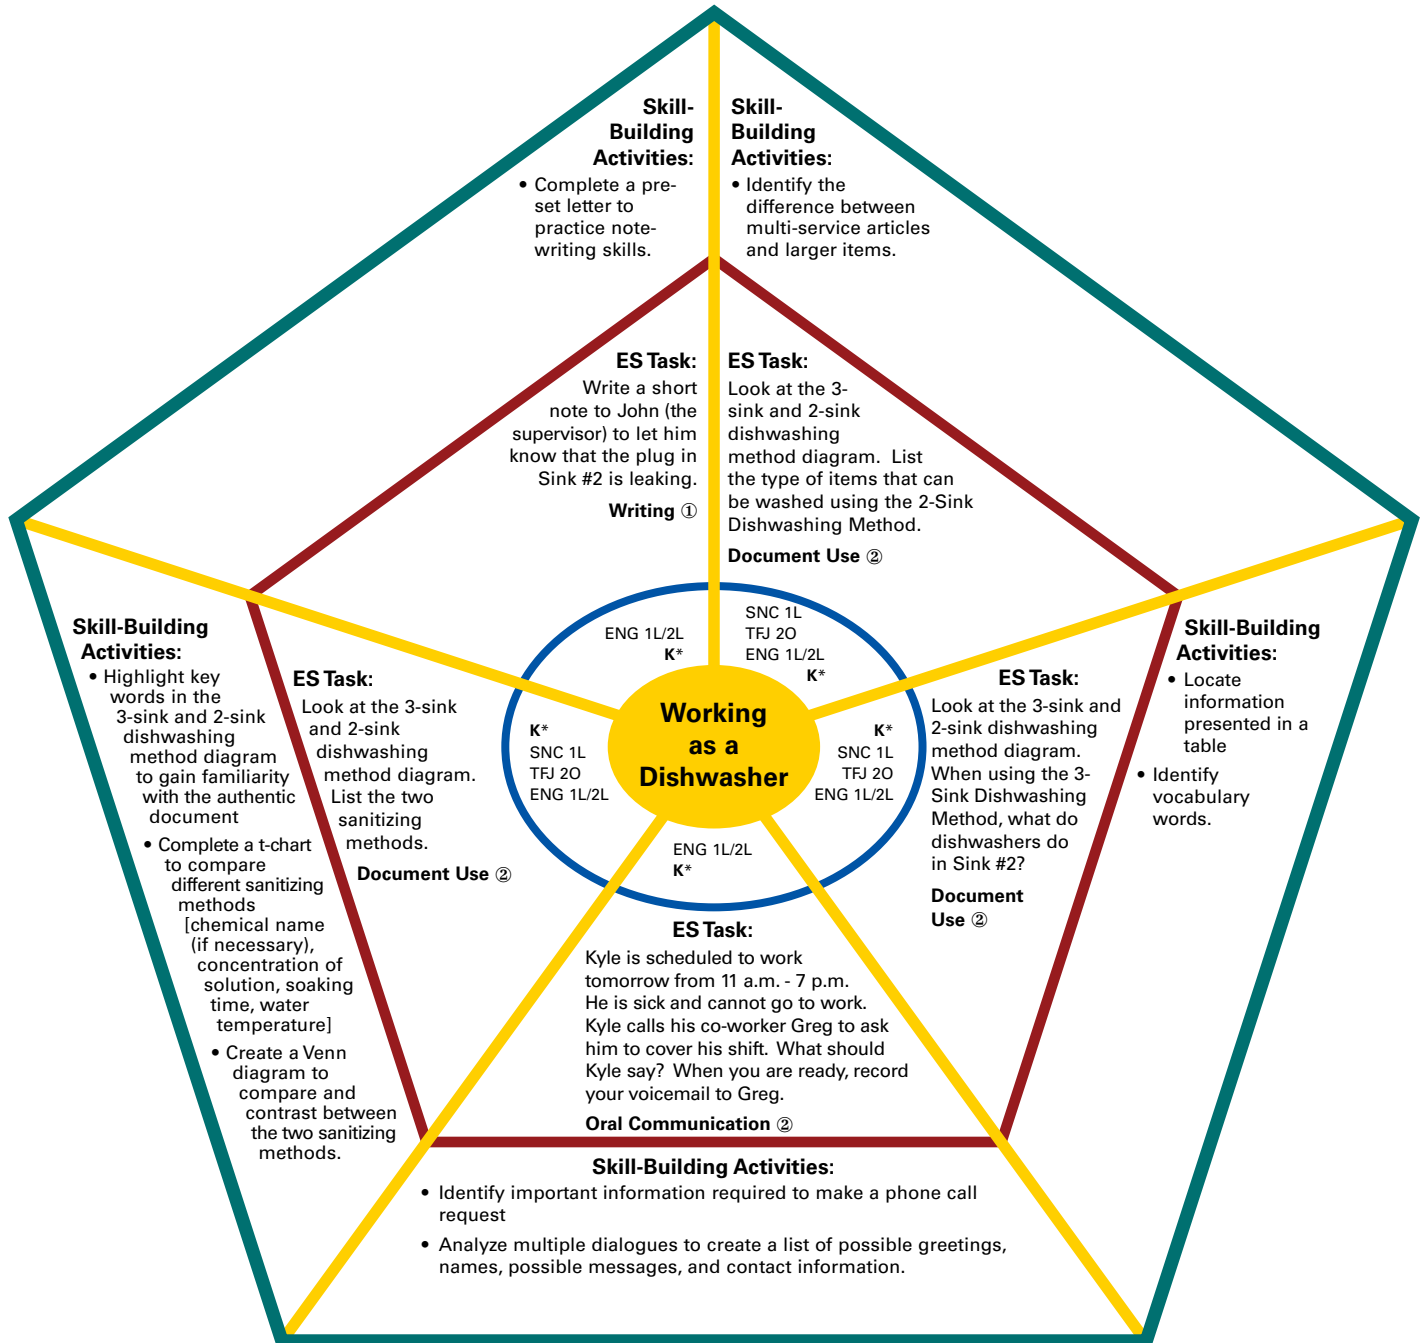 Skill-
Building
Activities:
• Complete a pre-
set letter to
practice note-
writing skills.
Skill-
Building
Activities:
• Identify the
difference between
multi-service articles
and larger items.
ES Task:
Write a short
note to John (the
supervisor) to let him
know that the plug in
Sink #2 is leaking.
Writing ①
ES Task:
Look at the 3-
sink and 2-sink
dishwashing
method diagram. List
the type of items that can
be washed using the 2-Sink
Dishwashing Method.
Document Use ②
ENG 1L/2L
K*
SNC 1L
TFJ 2O
ENG 1L/2L
K*
Skill-Building
Activities:
• Highlight key
words in the
3-sink and 2-sink
dishwashing
method diagram
to gain familiarity
with the authentic
document
• Complete a t-chart
to compare
different sanitizing
methods
[chemical name
(if necessary),
concentration of
solution, soaking
time, water
temperature]
• Create a Venn
diagram to
compare and
contrast between
the two sanitizing
methods.
ES Task:
Look at the 3-sink
and 2-sink
dishwashing
method diagram.
List the two
sanitizing
methods.
Document Use ②
K*
SNC 1L
TFJ 2O
ENG 1L/2L
Working
as a
Dishwasher
K*
SNC 1L
TFJ 2O
ENG 1L/2L
ES Task:
Look at the 3-sink and
2-sink dishwashing
method diagram.
When using the 3-
Sink Dishwashing
Method, what do
dishwashers do
in Sink #2?
Document
Use ②
Skill-Building
Activities:
• Locate
information
presented in a
table
• Identify
vocabulary
words.
ENG 1L/2L
K*
ES Task:
Kyle is scheduled to work
tomorrow from 11 a.m. - 7 p.m.
He is sick and cannot go to work.
Kyle calls his co-worker Greg to ask
him to cover his shift. What should
Kyle say? When you are ready, record
your voicemail to Greg.
Oral Communication ②
Skill-Building Activities:
• Identify important information required to make a phone call
request
• Analyze multiple dialogues to create a list of possible greetings,
names, possible messages, and contact information.